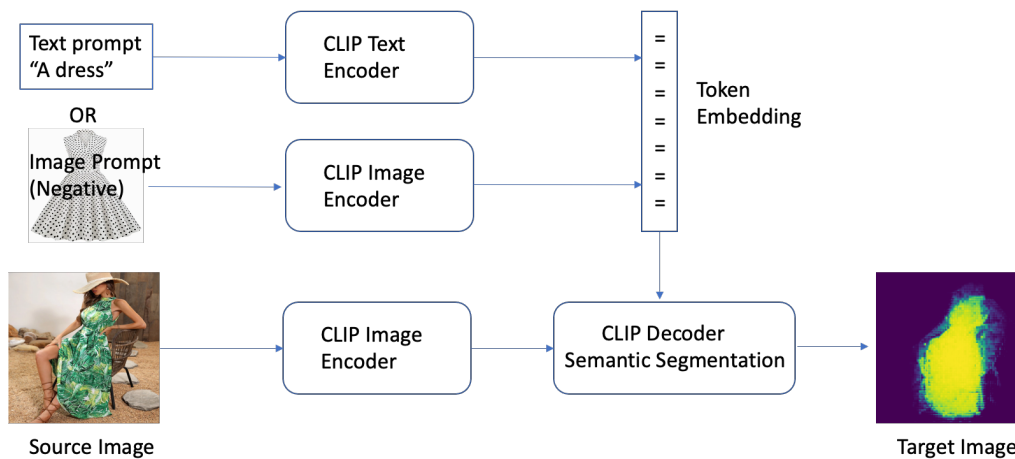 Text prompt
“A dress”
CLIP Text
Encoder
=
=
=
=
=
=
=
Token
Embedding
OR
Image Prompt
(Negative)
CLIP Image
Encoder
CLIP Image
Encoder
CLIP Decoder
Semantic Segmentation
Source Image
Target Image